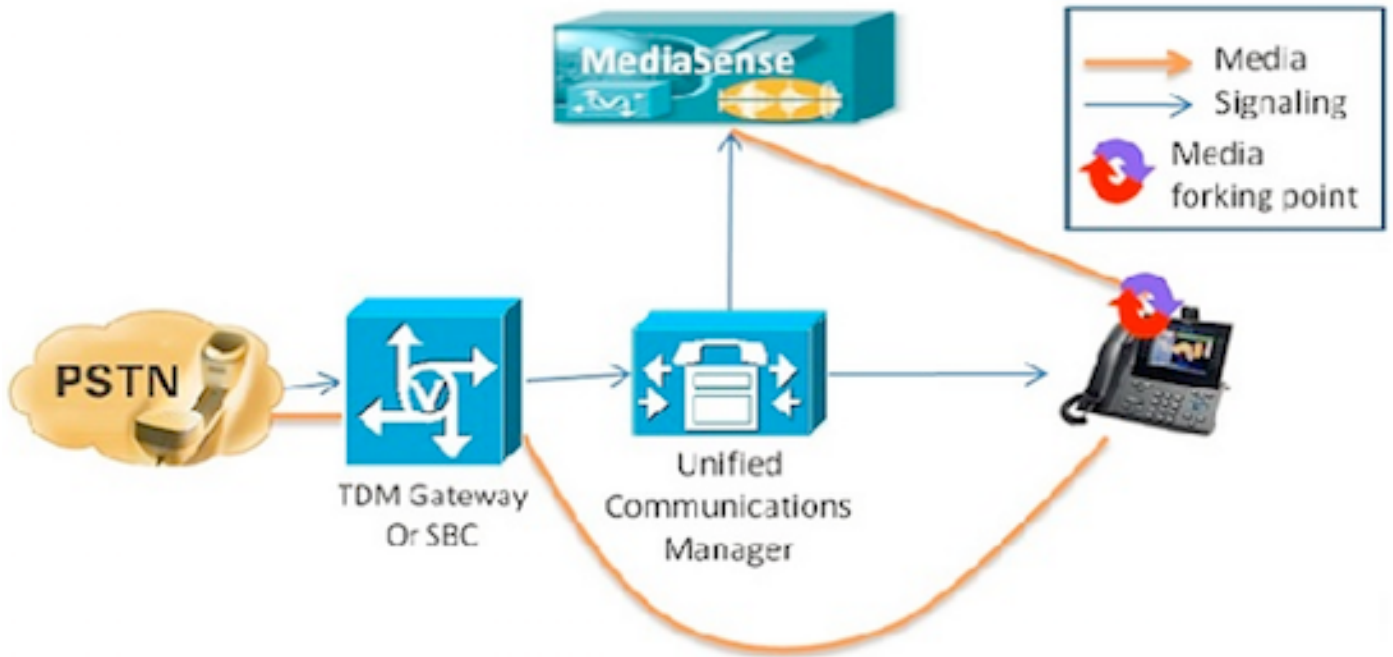 MediaSense
Media
Signaling
Media
forking point
PSTN
V
TDM Gateway
Or SBC
Unified
Communications
Manager